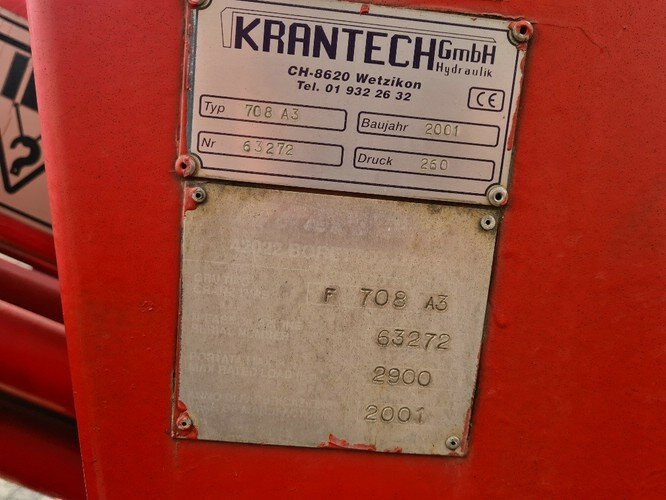 KRANTECH GmbH
Hydraulik
CH-8620 Wetzikon
Tel. 01 932 26 32
CE
Typ 708 A3
Baujahr 2001
Nr 63272
Druck 260
F 708 A3
63272
2900
2001